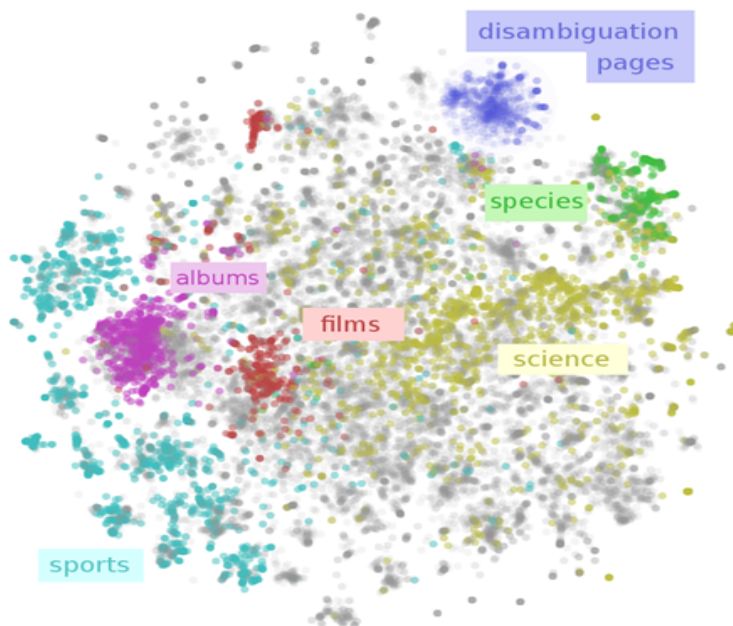 disambiguation
pages
species
albums
films
science
sports